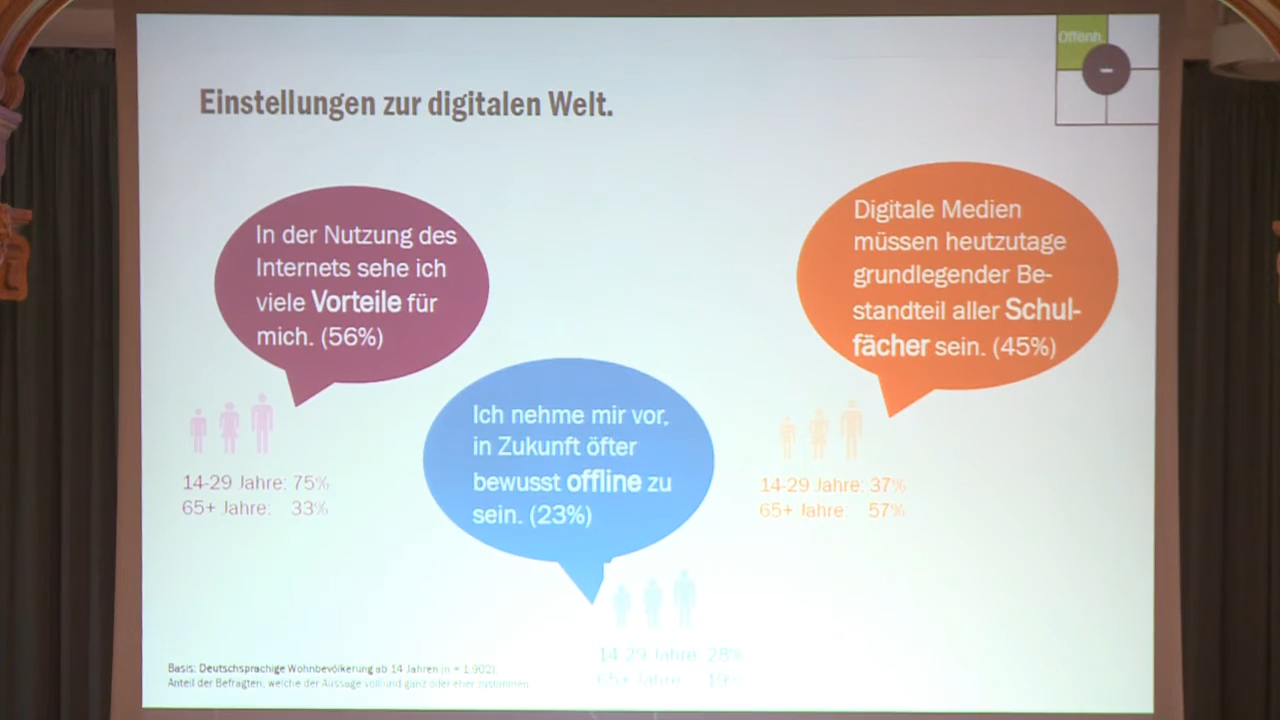 Offenh.
Einstellungen zur digitalen Welt.
In der Nutzung des
Internets sehe ich
viele Vorteile für
mich. (56%)
14-29 Jahre: 75%
65+ Jahre: 33%
Ich nehme mir vor,
in Zukunft öfter
bewusst offline zu
sein. (23%)
14-29 Jahre: 28%
65+ Jahre: 19%
Digitale Medien
müssen heutzutage
grundlegender Be-
standteil aller Schul-
fächer sein. (45%)
14-29 Jahre: 37%
65+ Jahre: 57%
Basis: Deutschsprachige Wohnbevölkerung ab 14 Jahren (n = 1.902);
Anteil der Befragten, welche der Aussage voll und ganz oder eher zustimmen